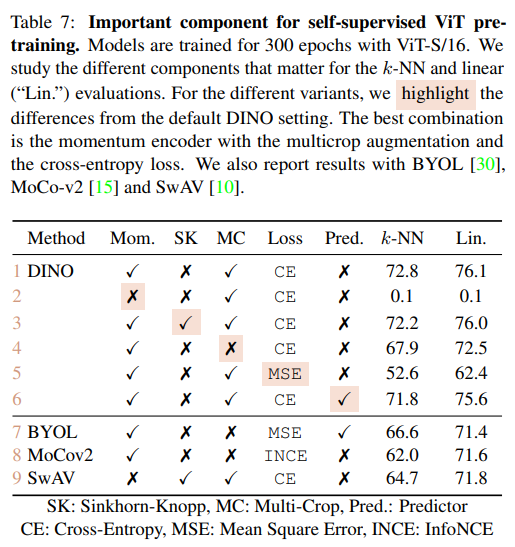 Table 7: Important component for self-supervised ViT pre-
training. Models are trained for 300 epochs with ViT-S/16. We
study the different components that matter for the k-NN and linear
(“Lin.”) evaluations. For the different variants, we highlight the
differences from the default DINO setting. The best combination
is the momentum encoder with the multicrop augmentation and
the cross-entropy loss. We also report results with BYOL [30],
MoCo-v2 [15] and SwAV [10].
Method Mom. SK MC Loss Pred. k-NN Lin.
1 DINO ✓ ✗ ✓ CE ✗ 72.8 76.1
2 ✗ ✗ ✓ CE ✗ 0.1 0.1
3 ✓ ✓ ✓ CE ✗ 72.2 76.0
4 ✓ ✗ ✗ CE ✗ 67.9 72.5
5 ✓ ✗ ✓ MSE ✗ 52.6 62.4
6 ✓ ✗ ✓ CE ✓ 71.8 75.6
7 BYOL ✓ ✗ ✗ MSE ✓ 66.6 71.4
8 MoCov2 ✓ ✗ ✗ INCE ✗ 62.0 71.6
9 SwAV ✗ ✓ ✓ CE ✗ 64.7 71.8
SK: Sinkhorn-Knopp, MC: Multi-Crop, Pred.: Predictor
CE: Cross-Entropy, MSE: Mean Square Error, INCE: InfoNCE